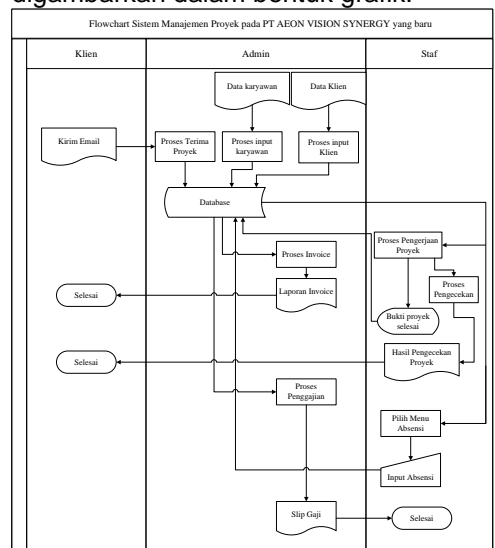 digambarkan dalam bentuk grafik.
Flowchart Sistem Manajemen Proyek pada PT AEON VISION SYNERGY yang baru
Klien
Admin
Staf
Data karyawan
Data Klien
Kirim Email
Proses Terima
Proyek
Proses input
karyawan
Proses input
Klien
Database
Proses Invoice
Proses Pengerjaan
Proyek
Proses
Pengecekan
Selesai
Laporan Invoice
Bukti proyek
selesai
Selesai
Hasil Pengecekan
Proyek
Proses
Penggajian
Pilih Menu
Absensi
Input Absensi
Slip Gaji
Selesai